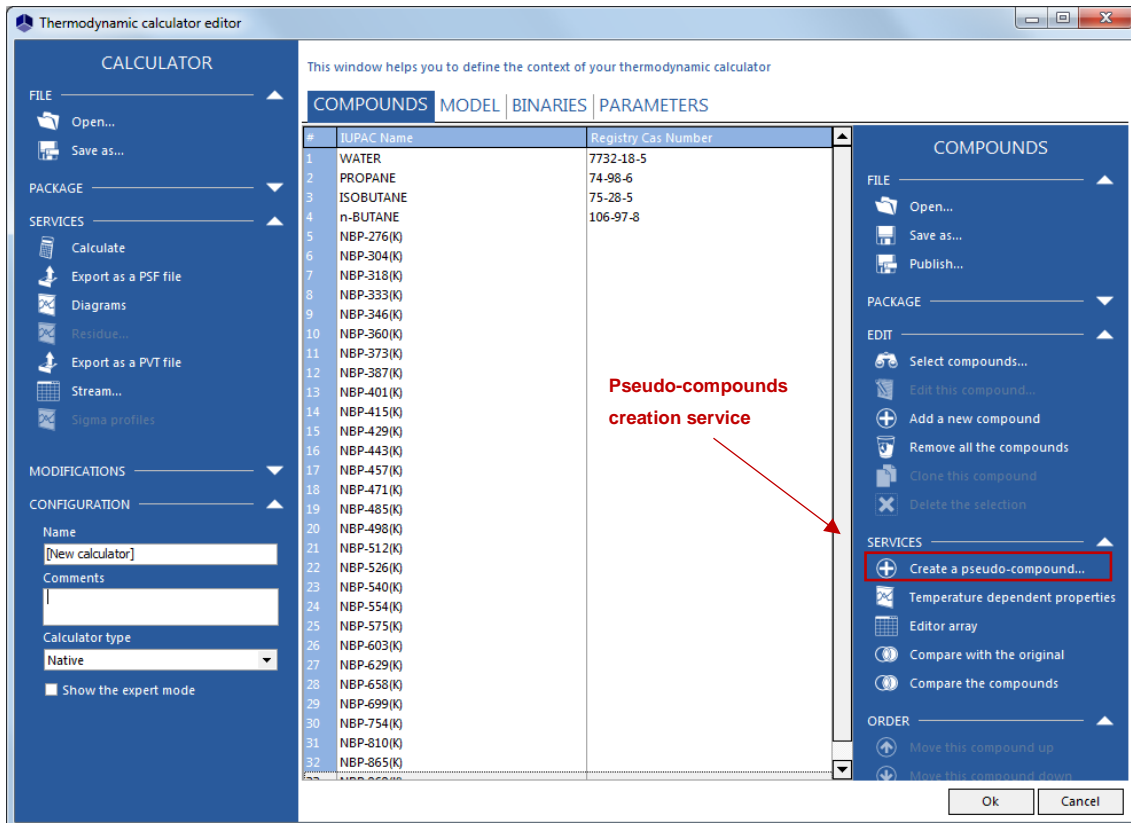 Thermodynamic calculator editor
CALCULATOR
FILE
Open...
Save as...
PACKAGE
SERVICES
Calculate
Export as a PSF file
Diagrams
Residue...
Export as a PVT file
Stream...
Sigma profiles
MODIFICATIONS
CONFIGURATION
Name
[New calculator]
Comments
Calculator type
Native
Show the expert mode
This window helps you to define the context of your thermodynamic calculator
COMPOUNDS MODEL BINARIES PARAMETERS
# IUPAC Name Registry Cas Number
1 WATER 7732-18-5
2 PROPANE 74-98-6
3 ISOBUTANE 75-28-5
4 n-BUTANE 106-97-8
5 NBP-276(K)
6 NBP-304(K)
7 NBP-318(K)
8 NBP-333(K)
9 NBP-346(K)
10 NBP-360(K)
11 NBP-373(K)
12 NBP-387(K)
13 NBP-401(K)
14 NBP-415(K)
15 NBP-429(K)
16 NBP-443(K)
17 NBP-457(K)
18 NBP-471(K)
19 NBP-485(K)
20 NBP-498(K)
21 NBP-512(K)
22 NBP-526(K)
23 NBP-540(K)
24 NBP-554(K)
25 NBP-575(K)
26 NBP-603(K)
27 NBP-629(K)
28 NBP-658(K)
29 NBP-699(K)
30 NBP-754(K)
31 NBP-810(K)
32 NBP-865(K)
Pseudo-compounds
creation service
COMPOUNDS
FILE
Open...
Save as...
Publish...
PACKAGE
EDIT
Select compounds...
Edit this compound...
Add a new compound
Remove all the compounds
Clone this compound
Delete the selection
SERVICES
Create a pseudo-compound...
Temperature dependent properties
Editor array
Compare with the original
Compare the compounds
ORDER
Move this compound up
Move this compound down
Ok Cancel